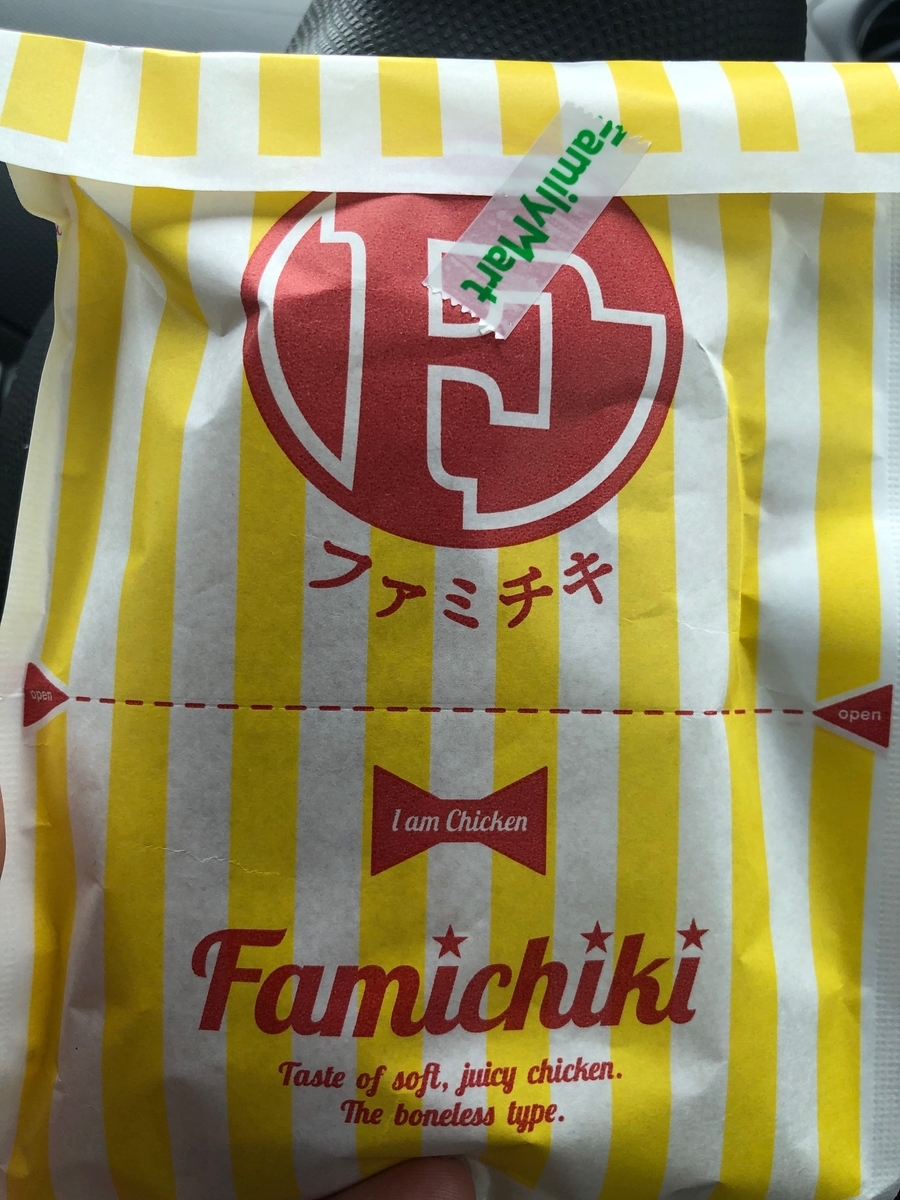 FamilyMart
F
ファミチキ
open
open
I am Chicken
Famichiki
Taste of soft, juicy chicken.
The boneless type.